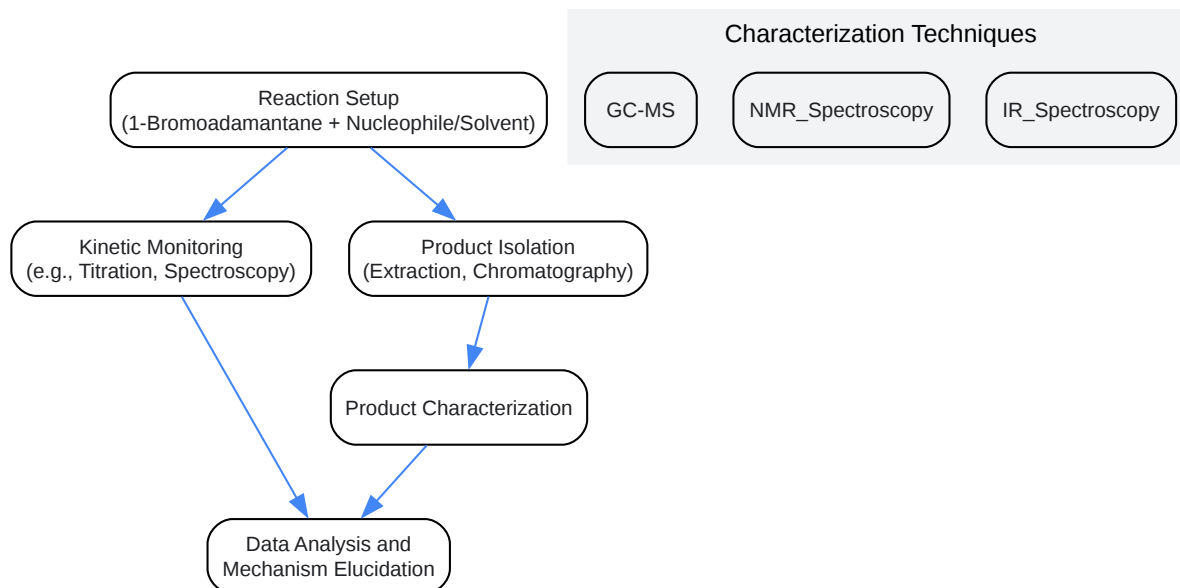 Characterization Techniques
GC-MS
NMR_Spectroscopy
IR_Spectroscopy
Reaction Setup
(1-Bromoadamantane + Nucleophile/Solvent)
Kinetic Monitoring
(e.g., Titration, Spectroscopy)
Product Isolation
(Extraction, Chromatography)
Product Characterization
Data Analysis and
Mechanism Elucidation